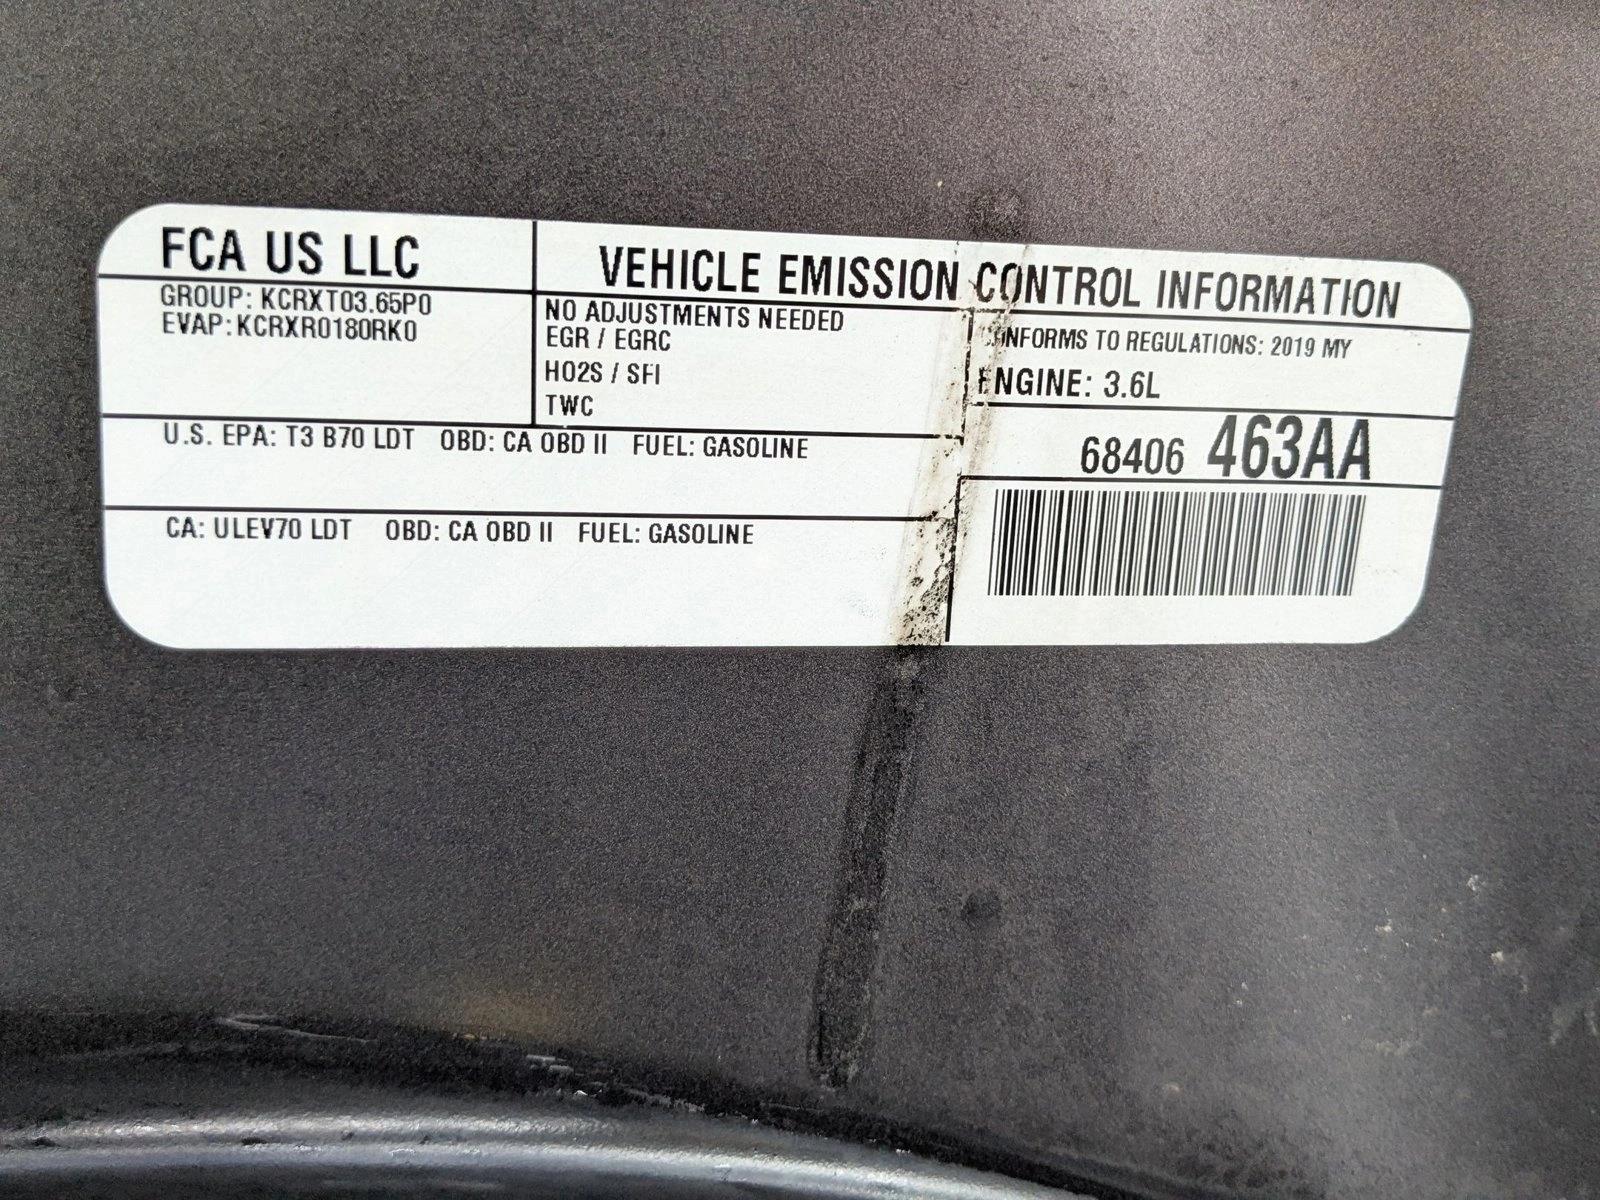 FCA US LLC
VEHICLE EMISSION CONTROL INFORMATION
GROUP: KCRXT03.65P0
EVAP: KCRXR0180RK0
NO ADJUSTMENTS NEEDED
EGR / EGRC
HO2S / SFI
TWC
CONFORMS TO REGULATIONS: 2019 MY
ENGINE: 3.6L
U.S. EPA: T3 B70 LDT OBD: CA OBD II FUEL: GASOLINE
68406 463AA
CA: ULEV70 LDT OBD: CA OBD II FUEL: GASOLINE